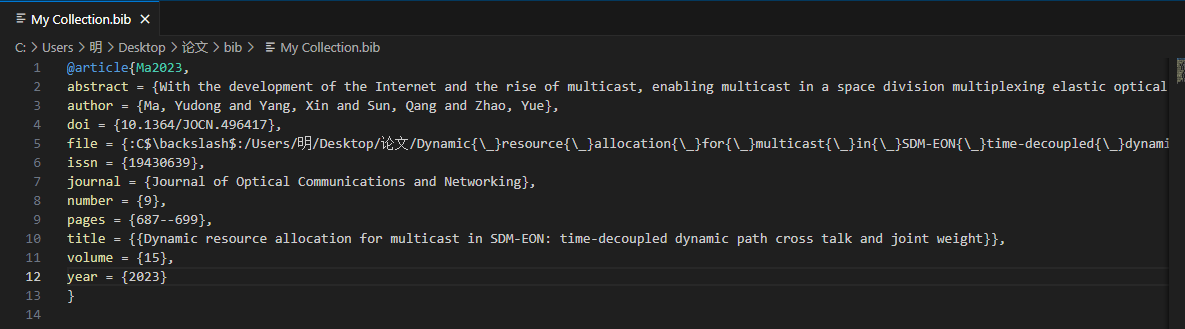 My Collection.bib
C: > Users > 明 > Desktop > 论文 > bib > My Collection.bib
1 @article{Ma2023,
2 abstract = {With the development of the Internet and the rise of multicast, enabling multicast in a space division multiplexing elastic optical
3 author = {Ma, Yudong and Yang, Xin and Sun, Qang and Zhao, Yue},
4 doi = {10.1364/JOCN.496417},
5 file = {:C$\backslash$:/Users/明/Desktop/论文/Dynamic{\_}resource{\_}allocation{\_}for{\_}multicast{\_}in{\_}SDM-EON{\_}time-decoupled{\_}dynami
6 issn = {19430639},
7 journal = {Journal of Optical Communications and Networking},
8 number = {9},
9 pages = {687--699},
10 title = {{Dynamic resource allocation for multicast in SDM-EON: time-decoupled dynamic path cross talk and joint weight}},
11 volume = {15},
12 year = {2023}
13 }
14